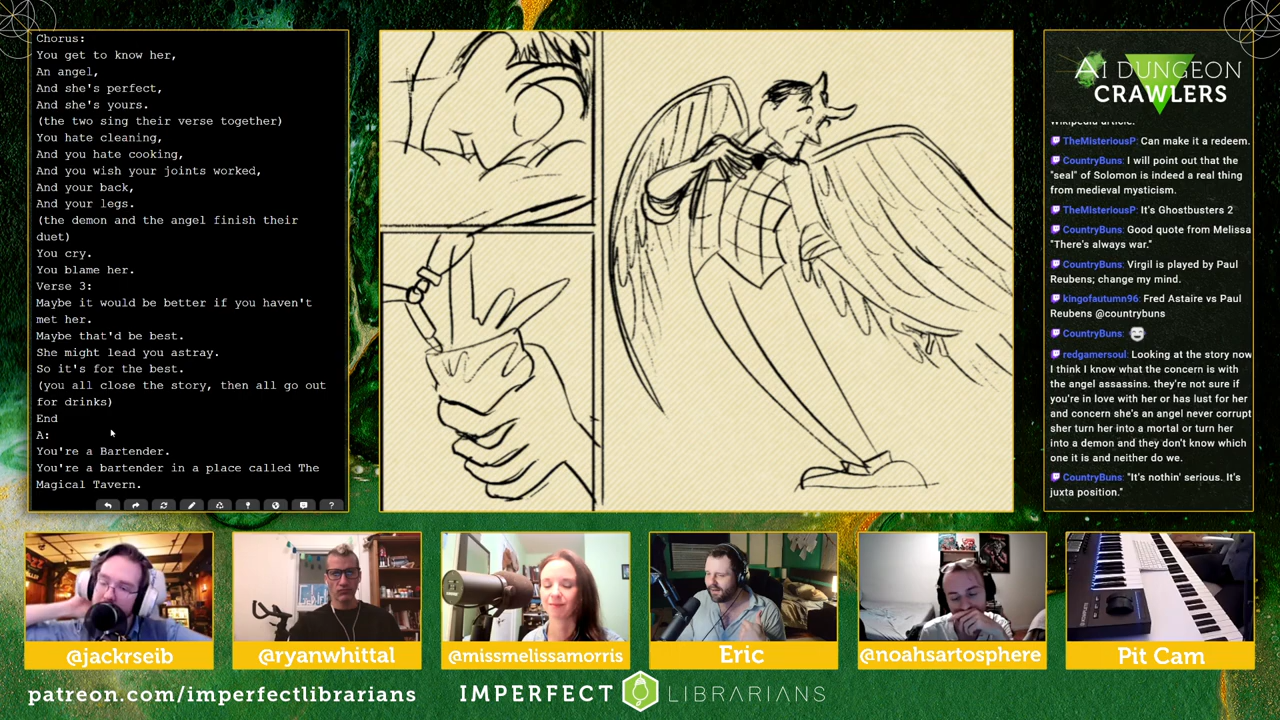 Chorus:
You get to know her,
An angel,
And she's perfect,
And she's yours.
(the two sing their verse together)
You hate cleaning,
And you hate cooking,
And you wish your joints worked,
And your back,
And your legs.
(the demon and the angel finish their
duet)
You cry.
You blame her.
Verse 3:
Maybe it would be better if you haven't
met her.
Maybe that'd be best.
She might lead you astray.
So it's for the best.
(you all close the story, then all go out
for drinks)
End
A:
You're a Bartender.
You're a bartender in a place called The
Magical Tavern.
AI DUNGEON
CRAWLERS
Wikipedia article.
TheMisteriousP: Can make it a redeem.
CountryBuns: I will point out that the
"seal" of Solomon is indeed a real thing
from medieval mysticism.
TheMisteriousP: It's Ghostbusters 2
CountryBuns: Good quote from Melissa
"There's always war."
CountryBuns: Virgil is played by Paul
Reubens; change my mind.
kingofautumn96: Fred Astaire vs Paul
Reubens @countrybuns
CountryBuns:
redgamersoul: Looking at the story now
I think I know what the concern is with
the angel assassins. they're not sure if
you're in love with her or has lust for her
and concern she's an angel never corrupt
sher turn her into a mortal or turn her
into a demon and they don't know which
one it is and neither do we.
CountryBuns: "It's nothin' serious. It's
juxta position."
@jackrseib
@ryanwhittal
@missmelissamorris
Eric
@noahsartosphere
Pit Cam
patreon.com/imperfectlibrarians
IMPERFECT LIBRARIANS